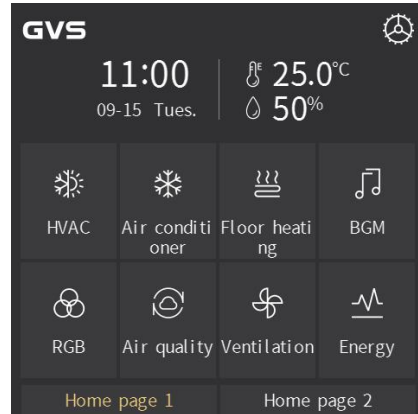 GVS
11:00
09-15 Tues.
E 25.0°C
50%
HVAC
Air conditi
oner
Floor heati
ng
BGM
RGB
Air quality
Ventilation
Energy
Home page 1
Home page 2